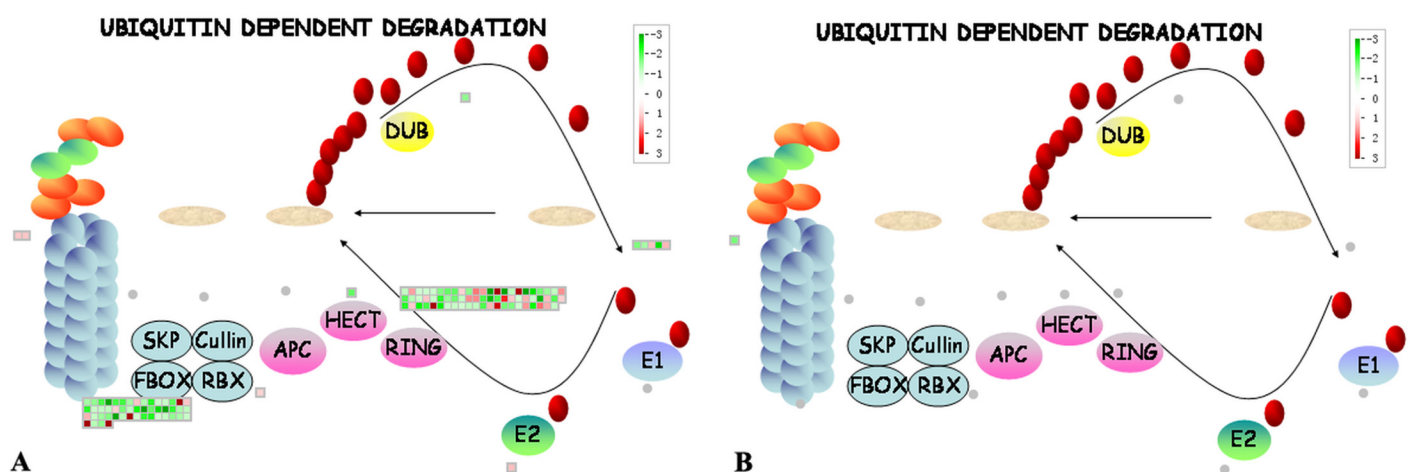 UBIQUITIN DEPENDENT DEGRADATION
-3
-2
-1
0
1
2
3
DUB
SKP
Cullin
FBOX
RBX
APC
HECT
RING
E1
E2
A
UBIQUITIN DEPENDENT DEGRADATION
-3
-2
-1
0
1
2
3
DUB
SKP
Cullin
FBOX
RBX
APC
HECT
RING
E1
E2
B